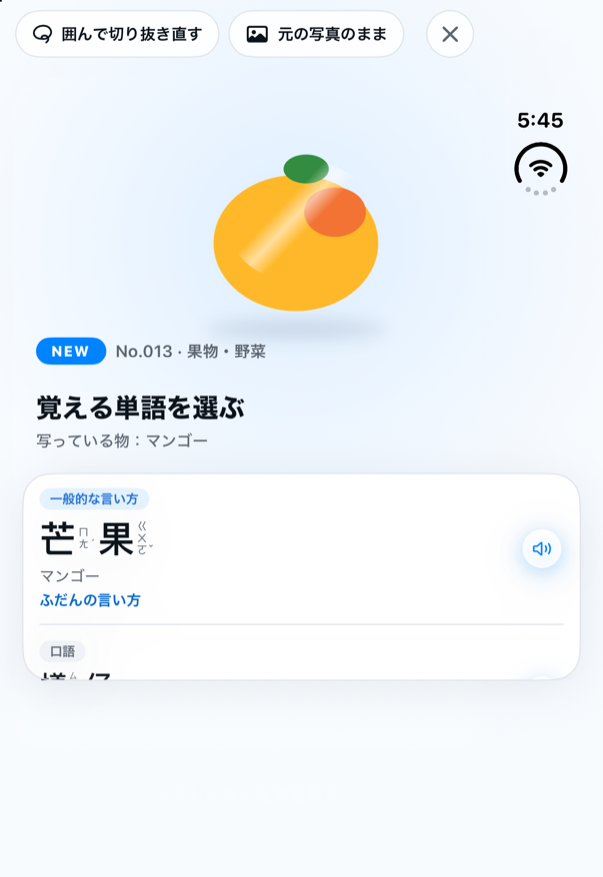 囲んで切り抜き直す
元の写真のまま
5:45
NEW No.013・果物・野菜
覚える単語を選ぶ
写っている物：マンゴー
一般的な言い方
芒ㄇㄤˊ果ㄍㄨㄛˇ
マンゴー
ふだんの言い方
口語